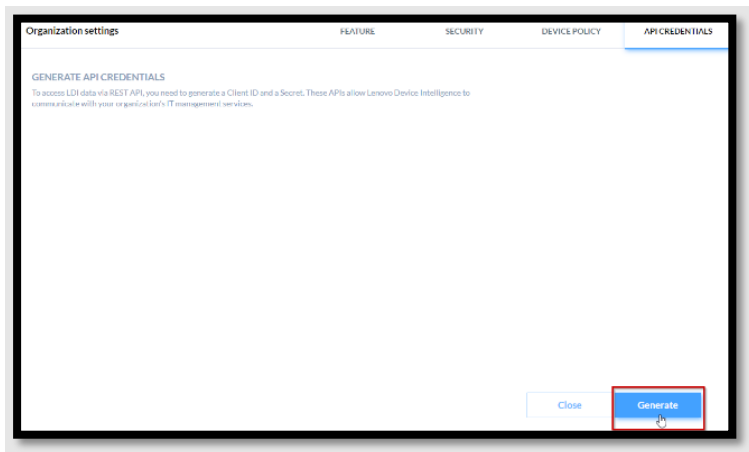 Organization settings FEATURE SECURITY DEVICE POLICY API CREDENTIALS
GENERATE API CREDENTIALS
To access LDI data via REST API, you need to generate a Client ID and a Secret. These APIs allow Lenovo Device Intelligence to
communicate with your organization's IT management services.
Close Generate